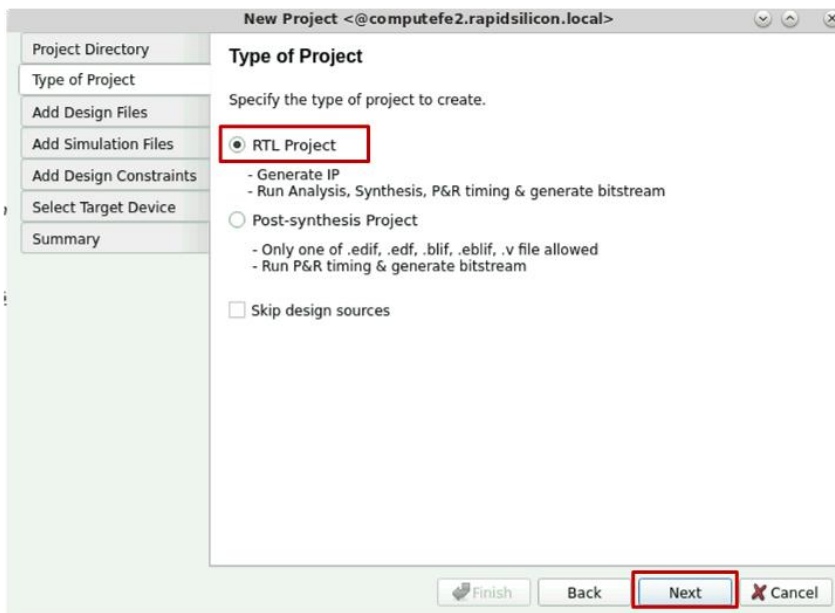 New Project <@computefe2.rapidsilicon.local>
Project Directory
Type of Project
Add Design Files
Add Simulation Files
Add Design Constraints
Select Target Device
Summary
Type of Project
Specify the type of project to create.
RTL Project
- Generate IP
- Run Analysis, Synthesis, P&R timing & generate bitstream
Post-synthesis Project
- Only one of .edif, .edf, .blif, .eblif, .v file allowed
- Run P&R timing & generate bitstream
Skip design sources
Finish Back Next Cancel